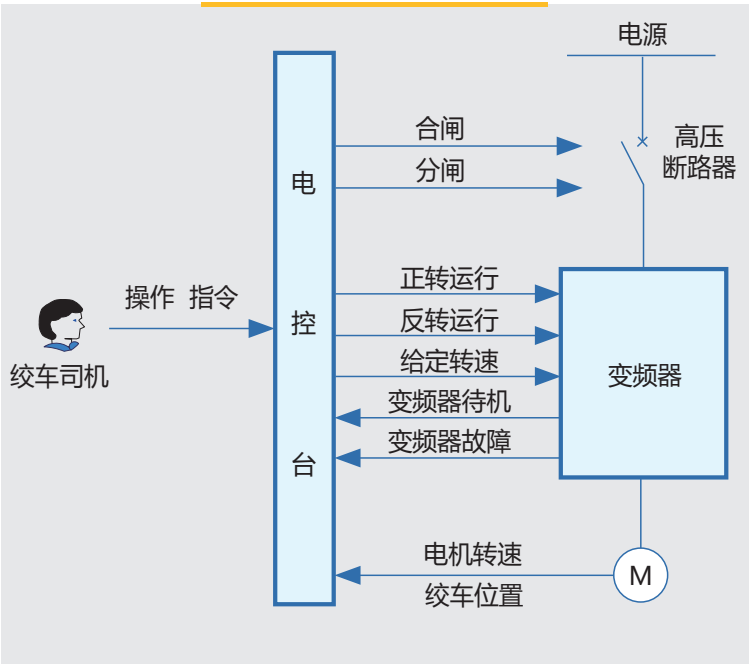 电源
合闸
高压
断路器
分闸
电
控
台
操作 指令
绞车司机
正转运行
反转运行
给定转速
变频器待机
变频器故障
变频器
电机转速
绞车位置
M